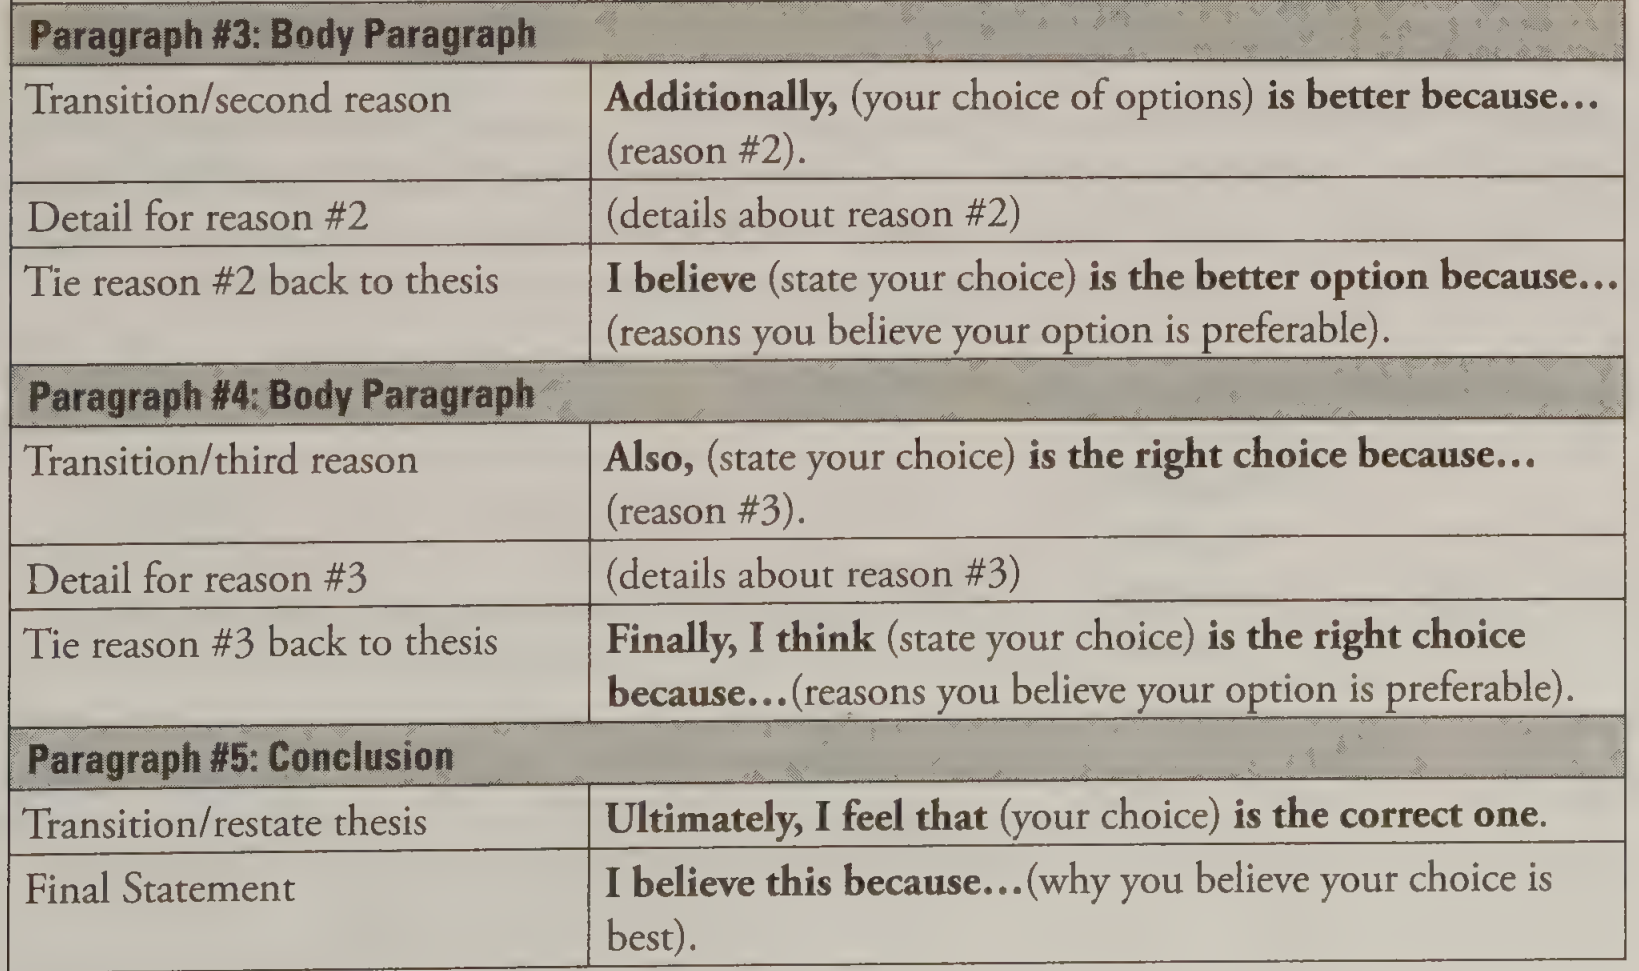 Paragraph #3: Body Paragraph
Transition/second reason
Additionally, (your choice of options) is better because...
(reason #2).
Detail for reason #2
(details about reason #2)
Tie reason #2 back to thesis
I believe (state your choice) is the better option because...
(reasons you believe your option is preferable).
Paragraph #4: Body Paragraph
Transition/third reason
Also, (state your choice) is the right choice because...
(reason #3).
Detail for reason #3
(details about reason #3)
Tie reason #3 back to thesis
Finally, I think (state your choice) is the right choice
because...(reasons you believe your option is preferable).
Paragraph #5: Conclusion
Transition/restate thesis
Ultimately, I feel that (your choice) is the correct one.
Final Statement
I believe this because...(why you believe your choice is
best).